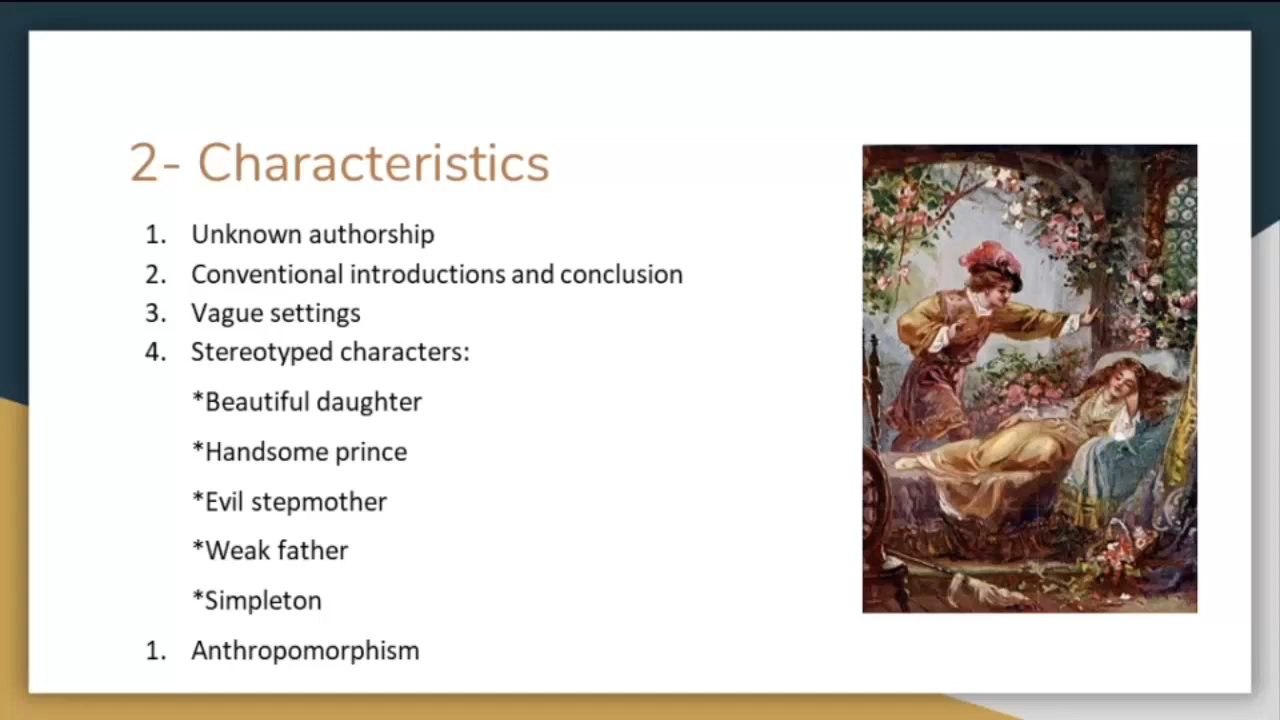 2- Characteristics
1. Unknown authorship
2. Conventional introductions and conclusion
3. Vague settings
4. Stereotyped characters:
*Beautiful daughter
*Handsome prince
*Evil stepmother
*Weak father
*Simpleton
1. Anthropomorphism